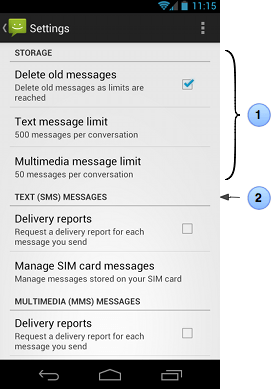 11:15
Settings
STORAGE
Delete old messages
Delete old messages as limits are
reached
Text message limit
500 messages per conversation
Multimedia message limit
50 messages per conversation
1
TEXT (SMS) MESSAGES
2
Delivery reports
Request a delivery report for each
message you send
Manage SIM card messages
Manage messages stored on your SIM card
MULTIMEDIA (MMS) MESSAGES
Delivery reports
Request a delivery report for each
message you send